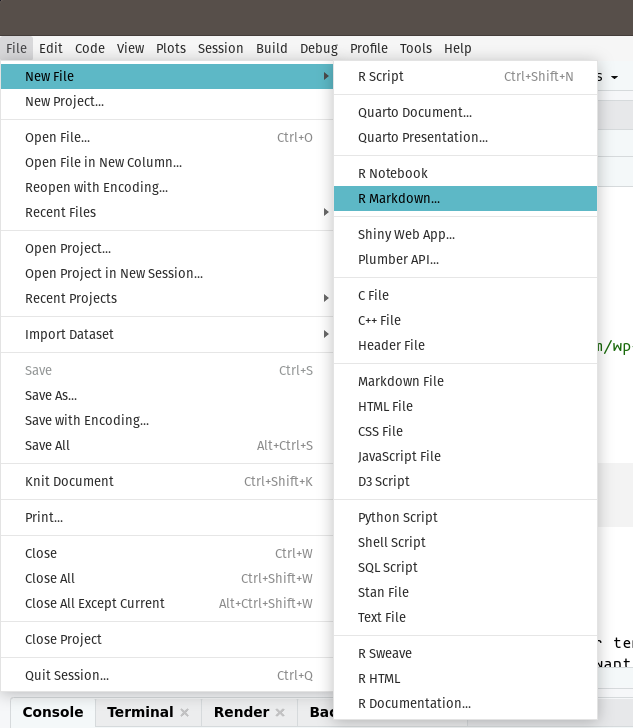 File Edit Code View Plots Session Build Debug Profile Tools Help
New File
New Project...
Open File... Ctrl+O
Open File in New Column...
Reopen with Encoding...
Recent Files
Open Project...
Open Project in New Session...
Recent Projects
Import Dataset
Save Ctrl+S
Save As...
Save with Encoding...
Save All Alt+Ctrl+S
Knit Document Ctrl+Shift+K
Print...
Close Ctrl+W
Close All Ctrl+Shift+W
Close All Except Current Alt+Ctrl+Shift+W
Close Project
Quit Session... Ctrl+Q
R Script Ctrl+Shift+N
Quarto Document...
Quarto Presentation...
R Notebook
R Markdown...
Shiny Web App...
Plumber API...
C File
C++ File
Header File
Markdown File
HTML File
CSS File
JavaScript File
D3 Script
Python Script
Shell Script
SQL Script
Stan File
Text File
R Sweave
R HTML
R Documentation...
Console Terminal Render